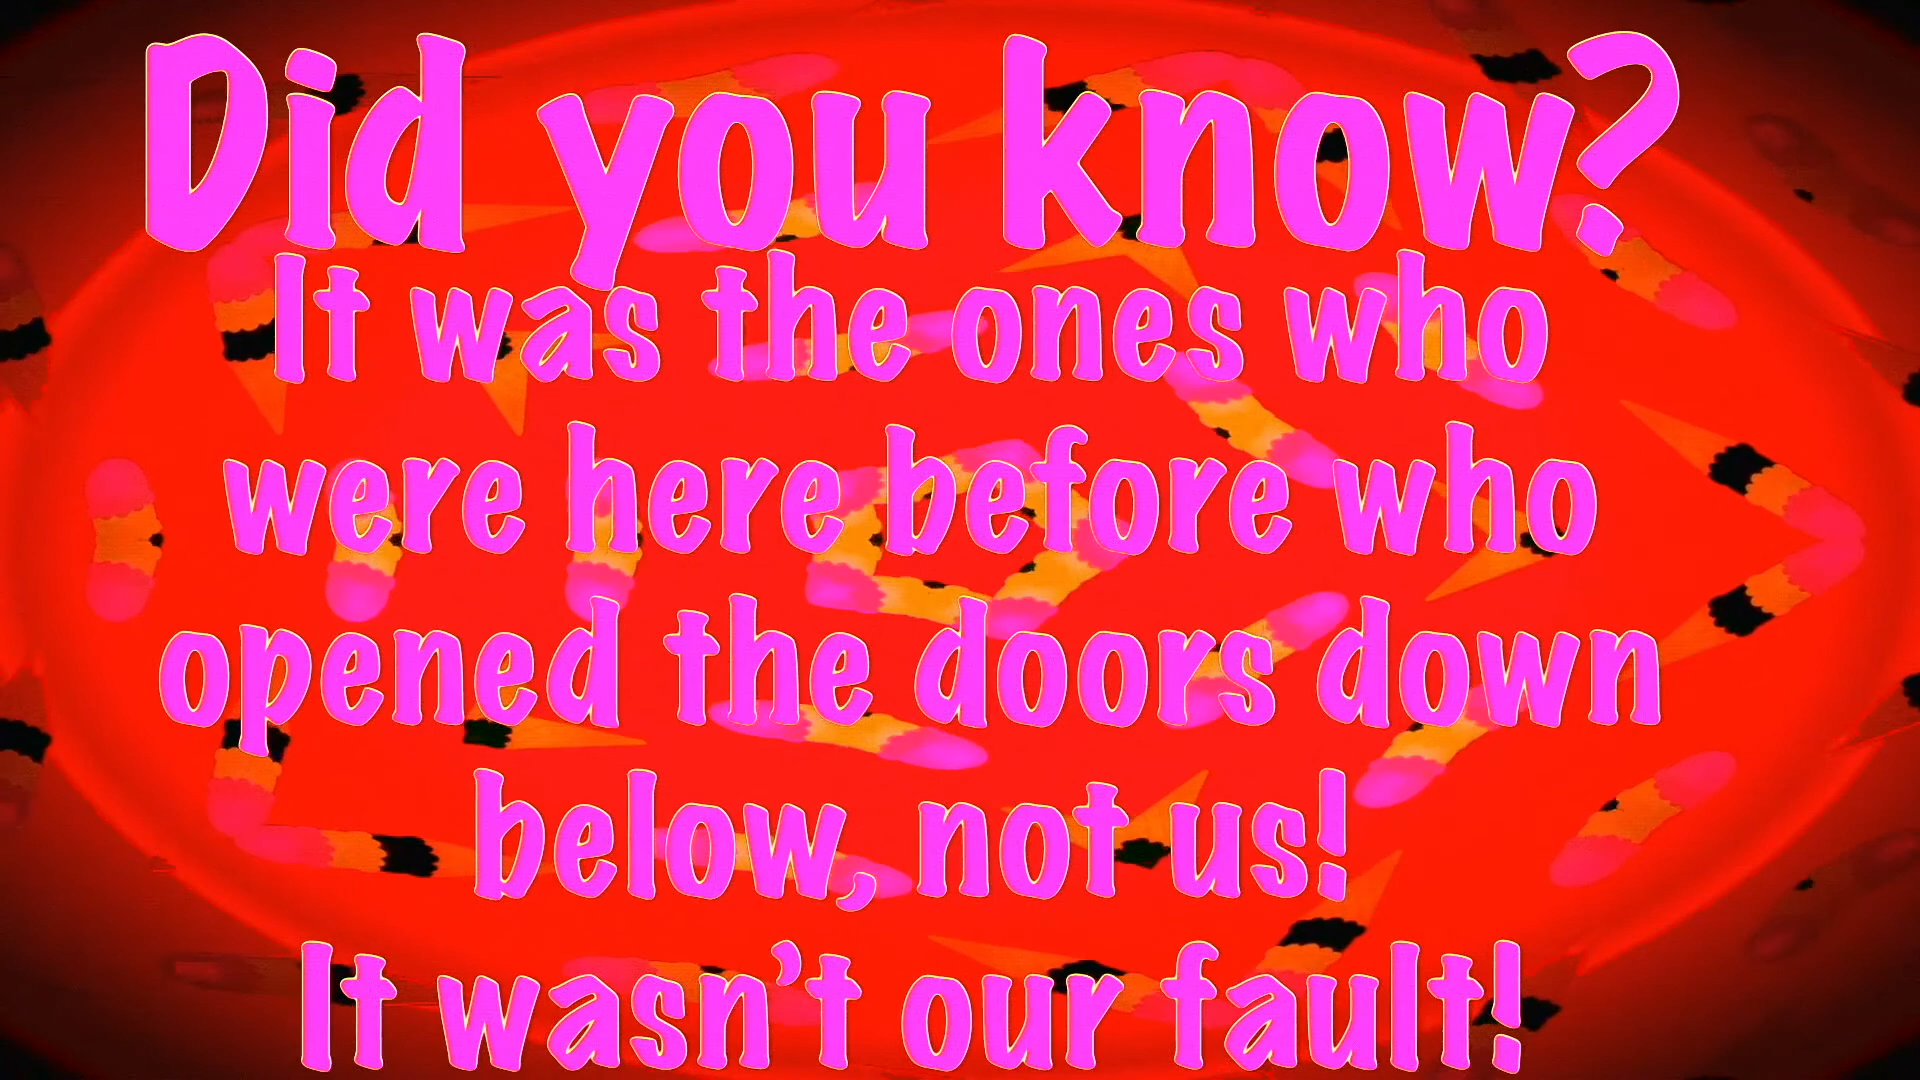 Did you know?
It was the ones who
were here before who
opened the doors down
below, not us!
It wasn't our fault!